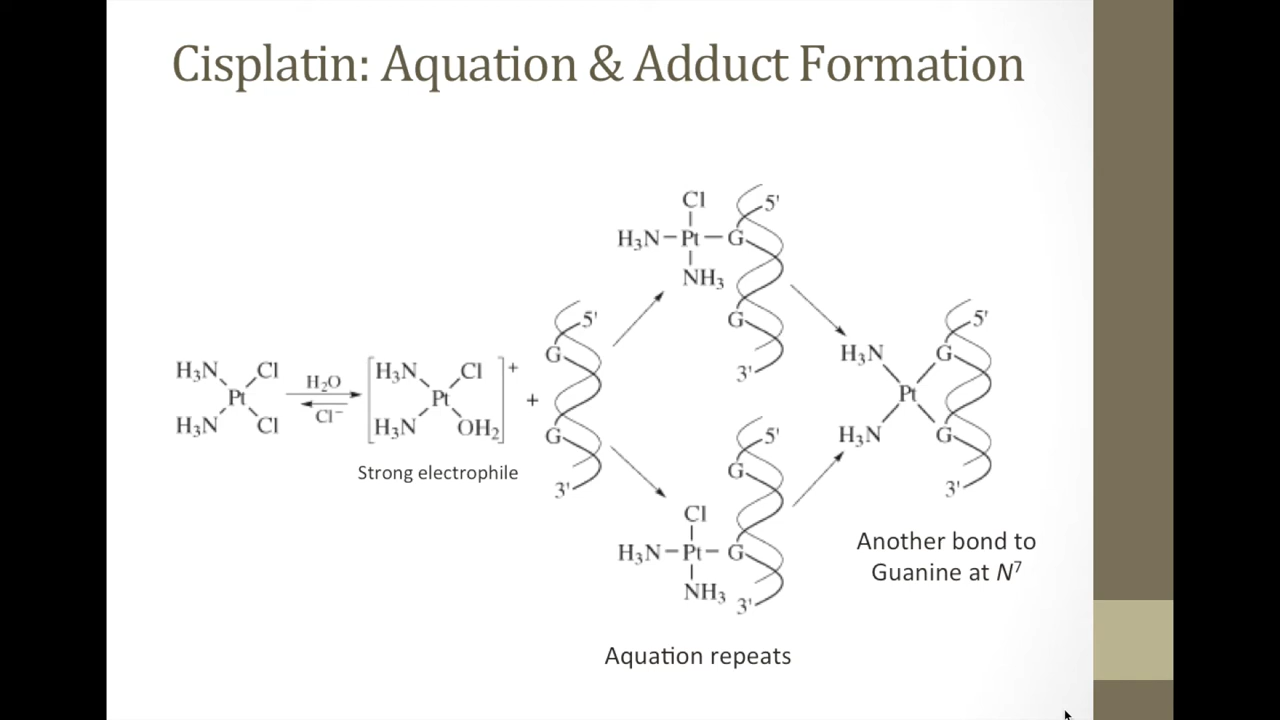 Cisplatin: Aquation & Adduct Formation
H₃N Cl
Pt
H₃N Cl
H₂O
Cl⁻
H₃N Cl
Pt
H₃N OH₂
+
Strong electrophile
+
5'
G
G
3'
Cl
H₃N-Pt-G
NH₃
5'
G
3'
5'
G
Cl
H₃N-Pt-G
NH₃
3'
Aquation repeats
5'
H₃N G
Pt
H₃N G
3'
Another bond to
Guanine at N⁷